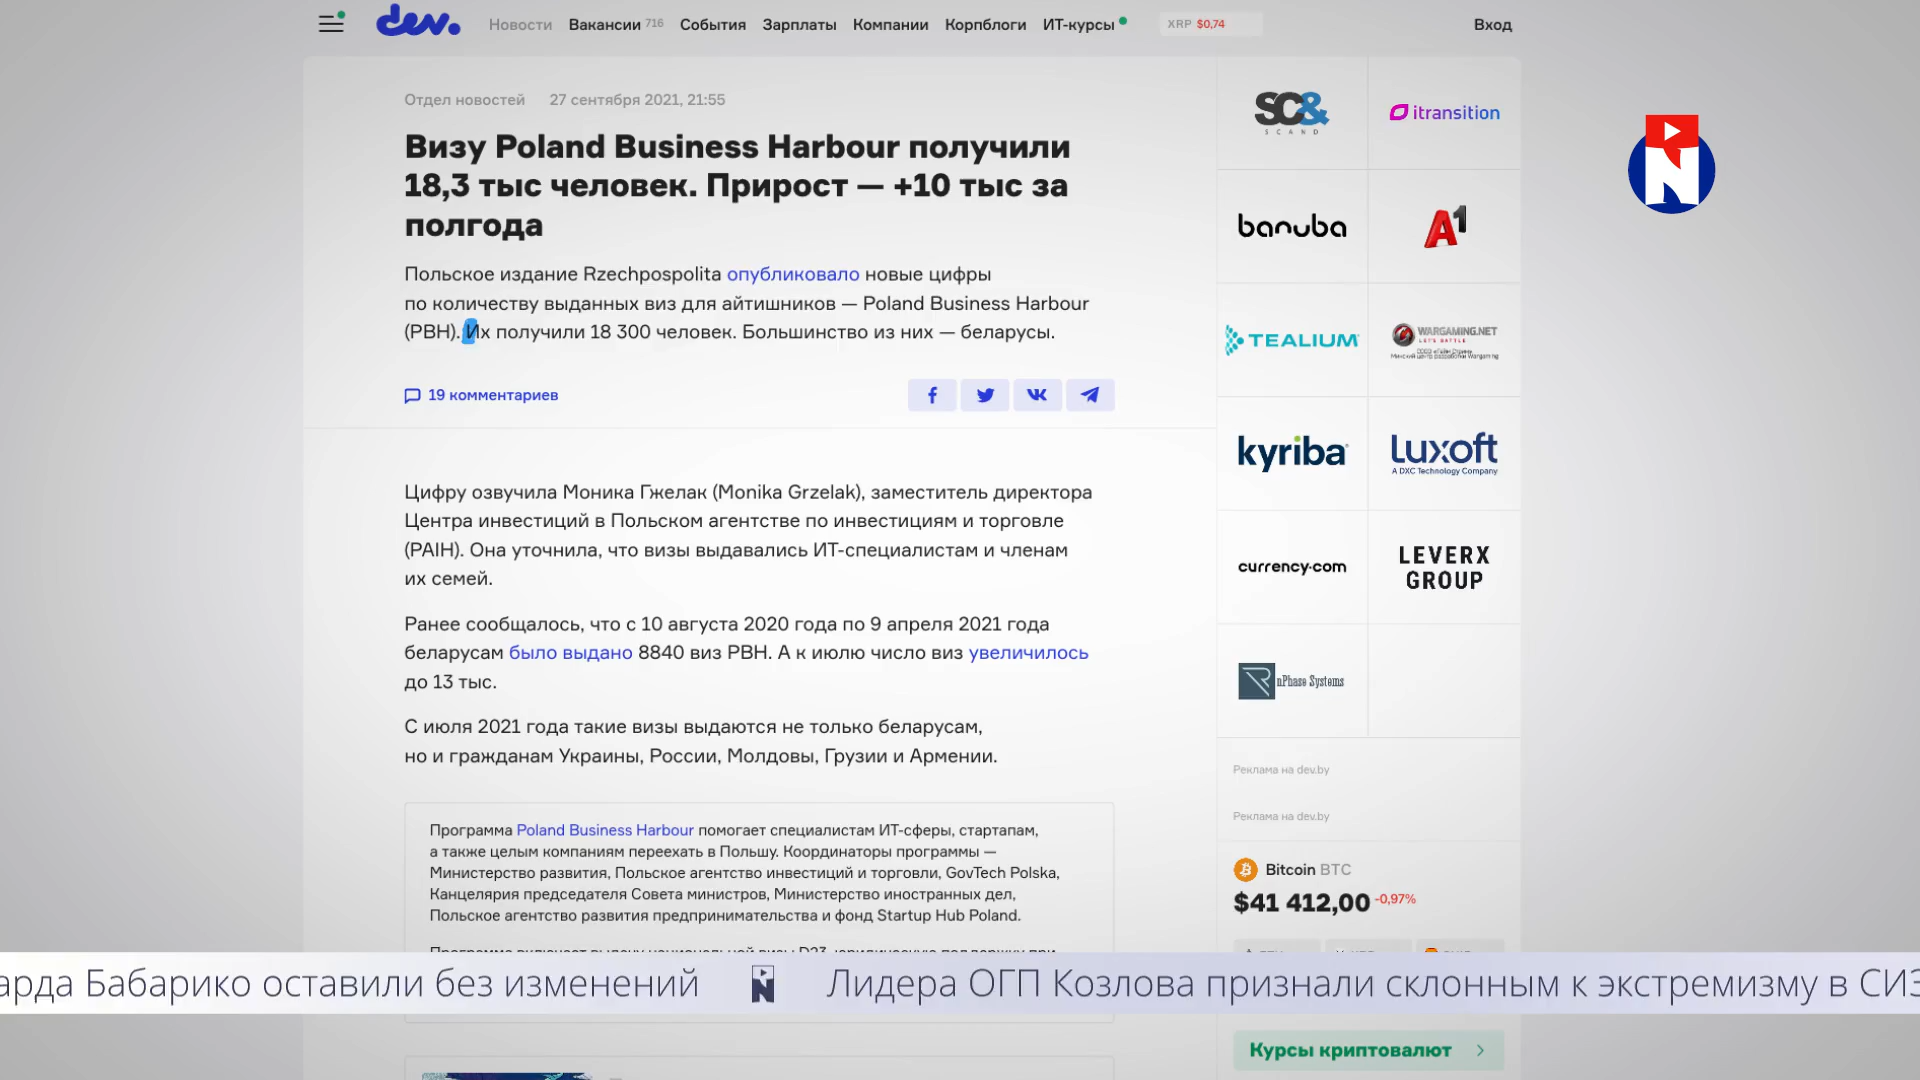 dev.
Новости Вакансии 716 События Зарплаты Компании Корпблоги ИТ-курсы XRP $0,74 Вход
Отдел новостей 27 сентября 2021, 21:55
Визу Poland Business Harbour получили
18,3 тыс человек. Прирост — +10 тыс за
полгода
Польское издание Rzechpospolita опубликовало новые цифры
по количеству выданных виз для айтишников — Poland Business Harbour
(PBH). Их получили 18 300 человек. Большинство из них — беларусы.
19 комментариев
Цифру озвучила Моника Гжелак (Monika Grzelak), заместитель директора
Центра инвестиций в Польском агентстве по инвестициям и торговле
(PAIH). Она уточнила, что визы выдавались ИТ-специалистам и членам
их семей.
Ранее сообщалось, что с 10 августа 2020 года по 9 апреля 2021 года
беларусам было выдано 8840 виз PBH. А к июлю число виз увеличилось
до 13 тыс.
С июля 2021 года такие визы выдаются не только беларусам,
но и гражданам Украины, России, Молдовы, Грузии и Армении.
Программа Poland Business Harbour помогает специалистам ИТ-сферы, стартапам,
а также целым компаниям переехать в Польшу. Координаторы программы —
Министерство развития, Польское агентство инвестиций и торговли, GovTech Polska,
Канцелярия председателя Совета министров, Министерство иностранных дел,
Польское агентство развития предпринимательства и фонд Startup Hub Poland.
SC&
SCAND
itransition
banuba
A1
TEALIUM
WARGAMING.NET
LET'S BATTLE
kyriba
Luxoft
A DXC Technology Company
currency.com
LEVERX
GROUP
nPhase Systems
Реклама на dev.by
Реклама на dev.by
Bitcoin BTC
$41 412,00 -0,97%
Курсы криптовалют
N
арда Бабарико оставили без изменений N Лидера ОГП Козлова признали склонным к экстремизму в СИЗ